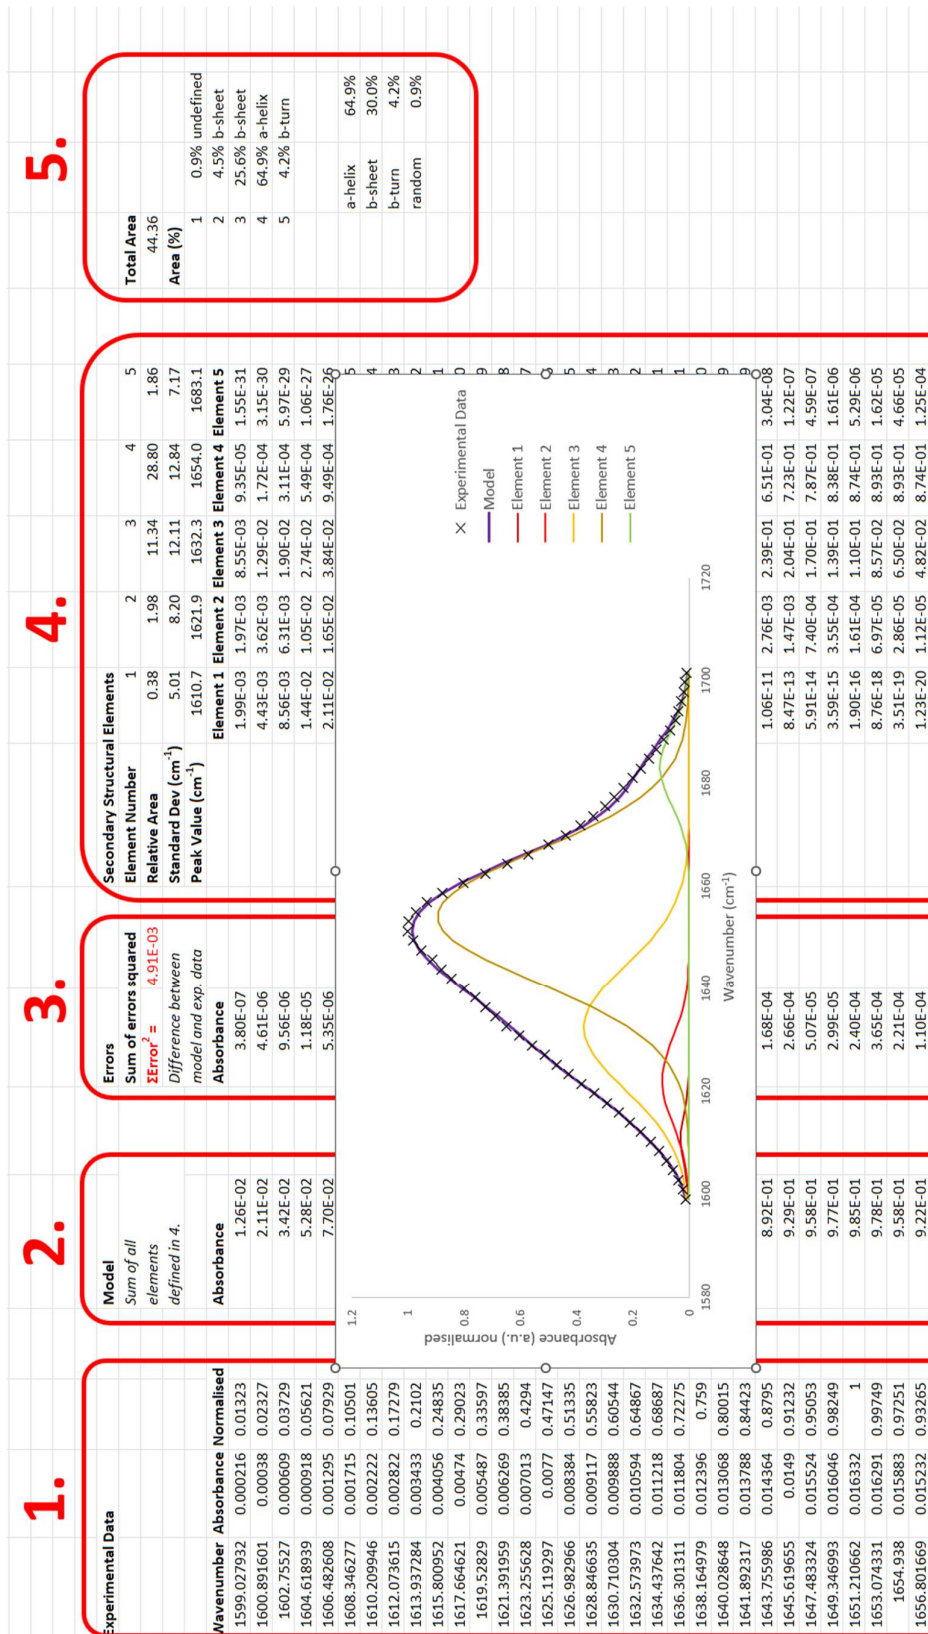 1.
Experimental Data
Wavenumber Absorbance Normalised
1599.027932 0.000216 0.01323
1600.891601 0.00038 0.02327
1602.75527 0.000609 0.03729
1604.618939 0.000918 0.05621
1606.482608 0.001295 0.07929
1608.346277 0.001715 0.10501
1610.209946 0.002222 0.13605
1612.073615 0.002822 0.17279
1613.937284 0.003433 0.2102
1615.800952 0.004056 0.24835
1617.664621 0.00474 0.29023
1619.52829 0.005487 0.33597
1621.391959 0.006269 0.38385
1623.255628 0.007013 0.4294
1625.119297 0.0077 0.47147
1626.982966 0.008384 0.51335
1628.846635 0.009117 0.55823
1630.710304 0.009888 0.60544
1632.573973 0.010594 0.64867
1634.437642 0.011218 0.68687
1636.301311 0.011804 0.72275
1638.164979 0.012396 0.759
1640.028648 0.013068 0.80015
1641.892317 0.013788 0.84423
1643.755986 0.014364 0.8795
1645.619655 0.0149 0.91232
1647.483324 0.015524 0.95053
1649.346993 0.016046 0.98249
1651.210662 0.016332 1
1653.074331 0.016291 0.99749
1654.938 0.015883 0.97251
1656.801669 0.015232 0.93265
2.
Model
Sum of all
elements
defined in 4.
Absorbance
1.26E-02
2.11E-02
3.42E-02
5.28E-02
7.70E-02
8.92E-01
9.29E-01
9.58E-01
9.77E-01
9.85E-01
9.78E-01
9.58E-01
9.22E-01
3.
Errors
Sum of errors squared
ΣError² = 4.91E-03
Difference between
model and exp. data
Absorbance
3.80E-07
4.61E-06
9.56E-06
1.18E-05
5.35E-06
1.68E-04
2.66E-04
5.07E-05
2.99E-05
2.40E-04
3.65E-04
2.21E-04
1.10E-04
4.
Secondary Structural Elements
Element Number 1 2 3 4 5
Relative Area 0.38 1.98 11.34 28.80 1.86
Standard Dev (cm⁻¹) 5.01 8.20 12.11 12.84 7.17
Peak Value (cm⁻¹) 1610.7 1621.9 1632.3 1654.0 1683.1
Element 1 Element 2 Element 3 Element 4 Element 5
1.99E-03 1.97E-03 8.55E-03 9.35E-05 1.55E-31
4.43E-03 3.62E-03 1.29E-02 1.72E-04 3.15E-30
8.56E-03 6.31E-03 1.90E-02 3.11E-04 5.97E-29
1.44E-02 1.05E-02 2.74E-02 5.49E-04 1.06E-27
2.11E-02 1.65E-02 3.84E-02 9.49E-04 1.76E-26
1.06E-11 2.76E-03 2.39E-01 6.51E-01 3.04E-08
8.47E-13 1.47E-03 2.04E-01 7.23E-01 1.22E-07
5.91E-14 7.40E-04 1.70E-01 7.87E-01 4.59E-07
3.59E-15 3.55E-04 1.39E-01 8.38E-01 1.61E-06
1.90E-16 1.61E-04 1.10E-01 8.74E-01 5.29E-06
8.76E-18 6.97E-05 8.57E-02 8.93E-01 1.62E-05
3.51E-19 2.86E-05 6.50E-02 8.93E-01 4.66E-05
1.23E-20 1.12E-05 4.82E-02 8.74E-01 1.25E-04
5.
Total Area
44.36
Area (%)
1 0.9% undefined
2 4.5% b-sheet
3 25.6% b-sheet
4 64.9% a-helix
5 4.2% b-turn
a-helix 64.9%
b-sheet 30.0%
b-turn 4.2%
random 0.9%
Absorbance (a.u.) normalised
1.2
1
0.8
0.6
0.4
0.2
0
1580 1600 1620 1640 1660 1680 1700 1720
Wavenumber (cm⁻¹)
Experimental Data
Model
Element 1
Element 2
Element 3
Element 4
Element 5